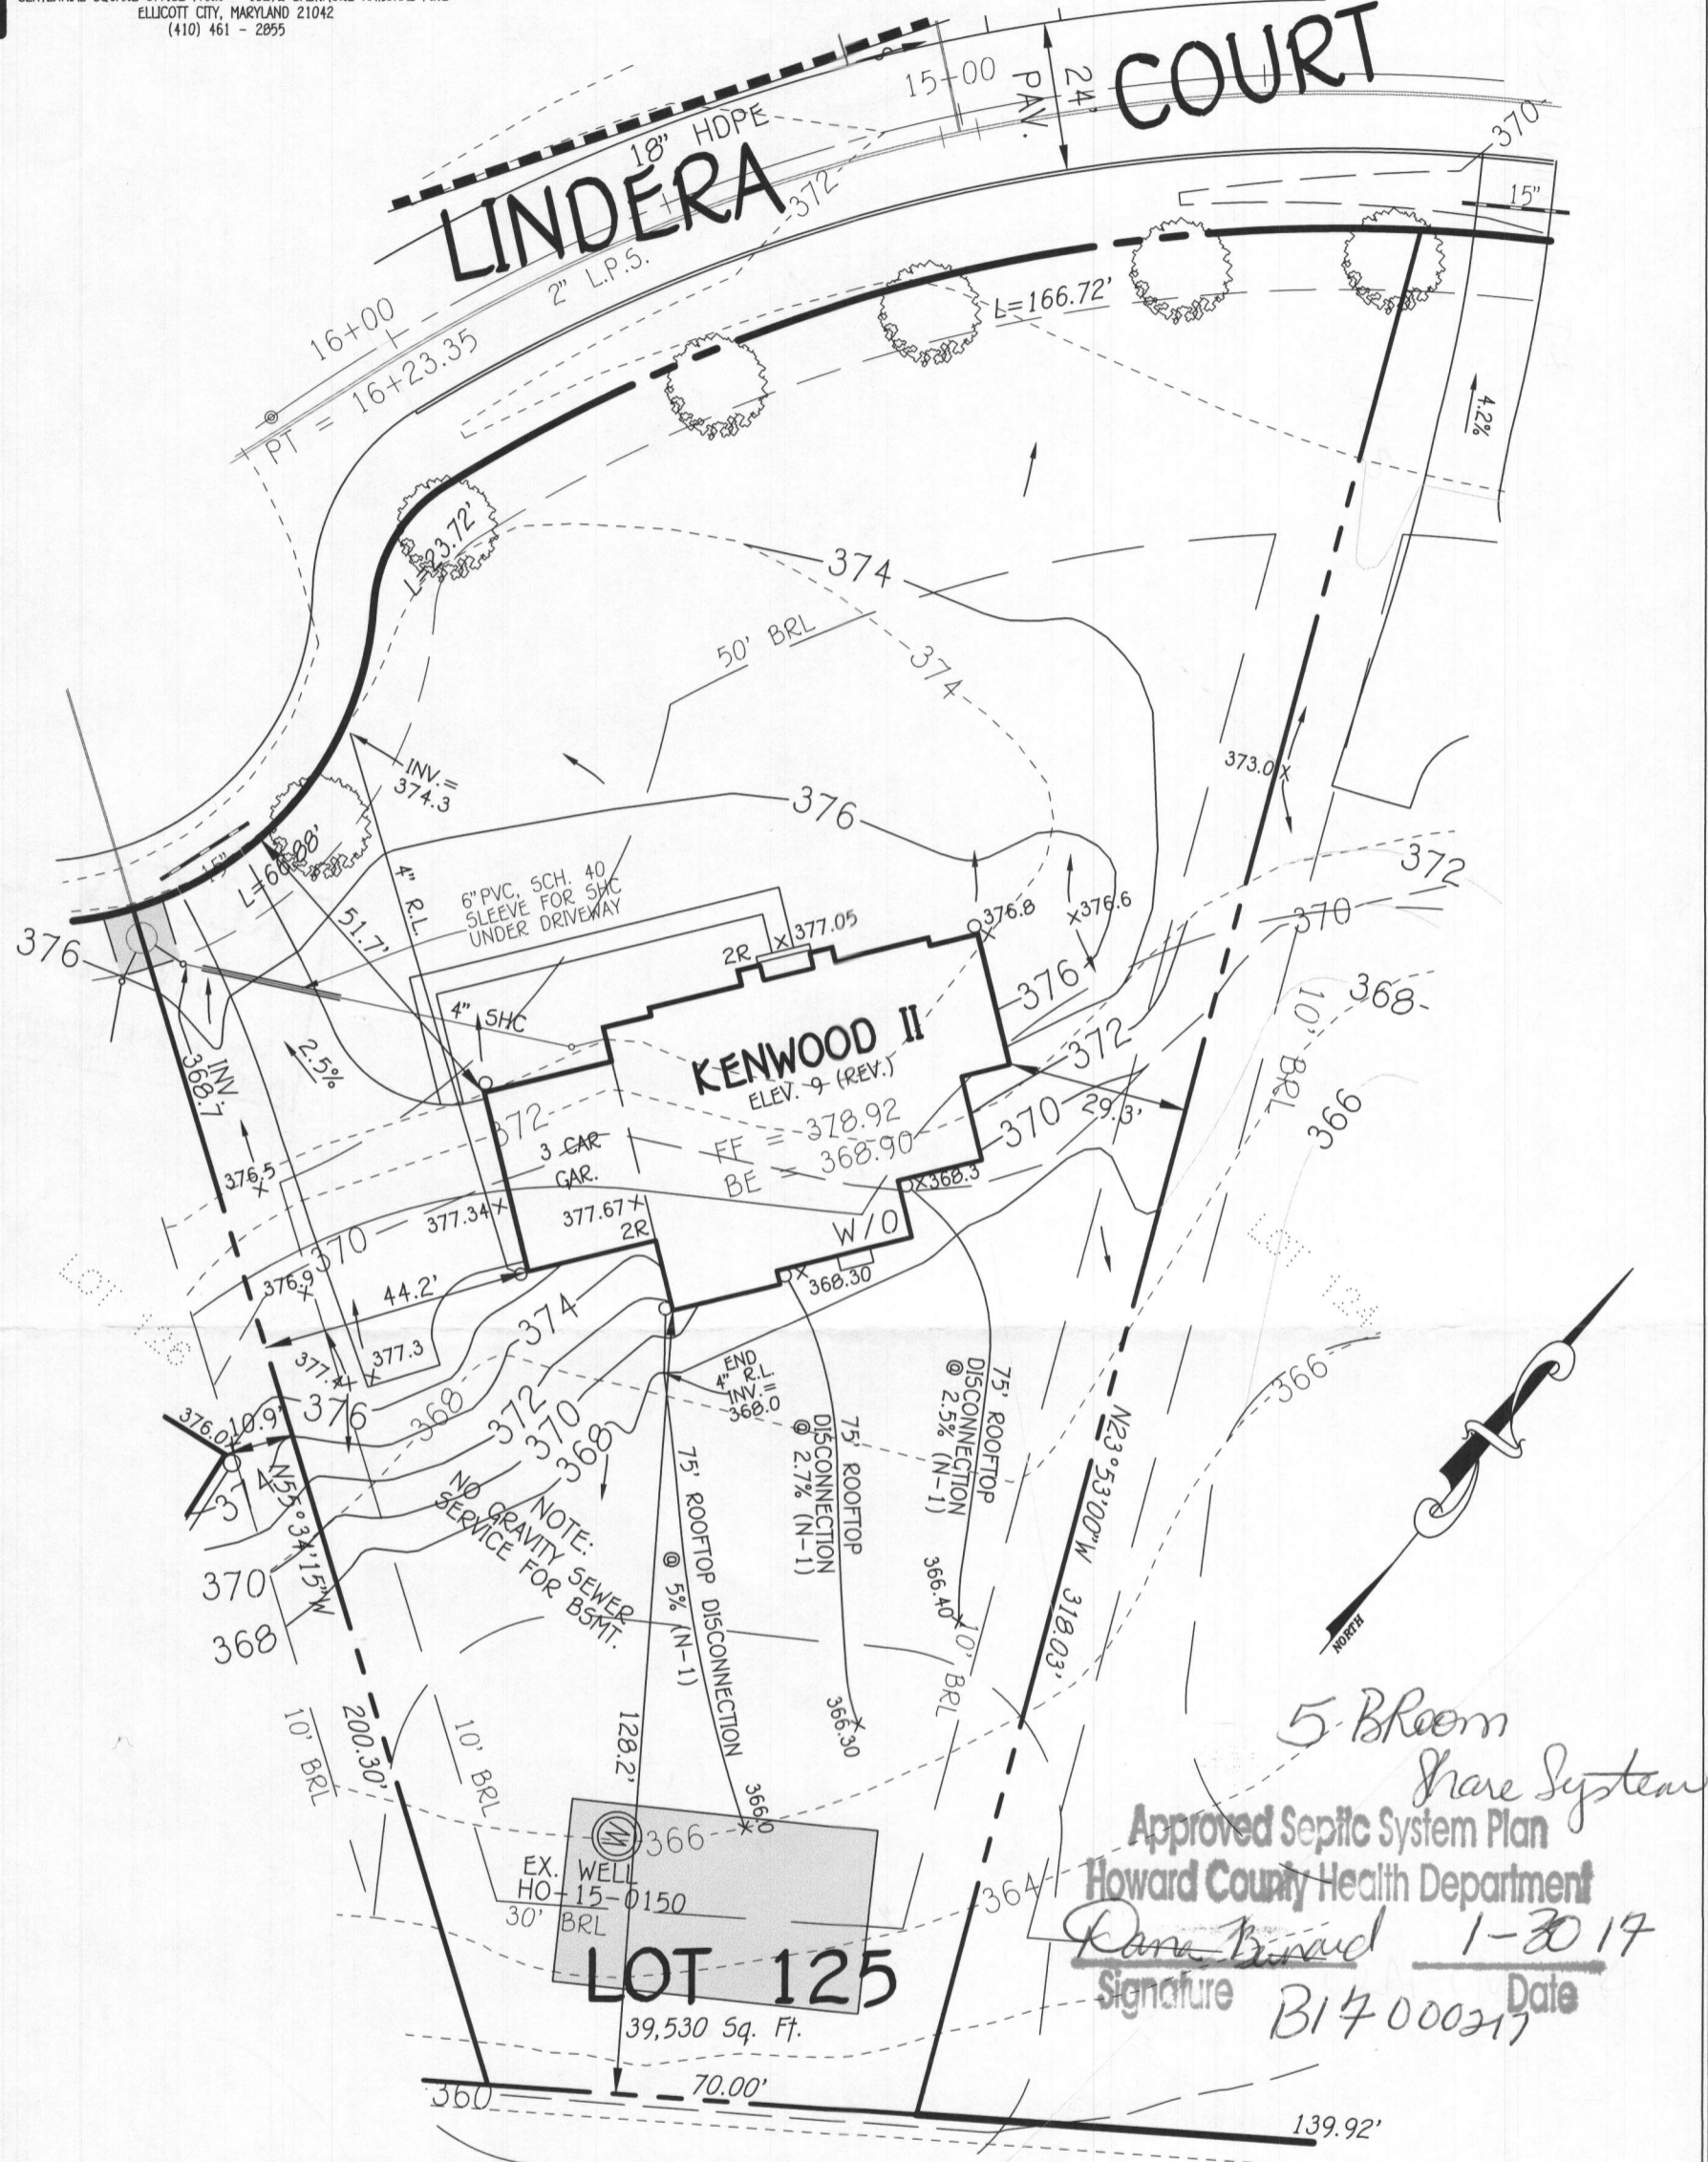 ELLICOTT CITY, MARYLAND 21042
(410) 461 - 2855
LINDERA COURT
15+00
24' PAV.
18" HDPE
370
15"
372
2" L.P.S.
16+00
PT = 16+23.35
L=166.72'
4.2%
L=23.72'
374
50' BRL
374
INV.=
374.3
373.0
376
4" R.L.
6" PVC, SCH. 40
SLEEVE FOR SHC
UNDER DRIVEWAY
15"
51.7'
376
2R
377.05
376.8
376.6
372
370
368
366
10' BRL
4" SHC
2.5%
INV.
368.7
KENWOOD II
ELEV. 9 (REV.)
FF = 378.92
BE = 368.90
376
372
370
29.3'
372
3 CAR
GAR.
376.5
377.34
377.67
2R
W/O
368.3
368.30
370
376.9
44.2'
LOT 126
LOT 124
377.3
374
376
368
372
370
368
END
4" R.L.
INV.=
368.0
376.0
10.9'
374
370
368
N55°34'15"W
200.30'
NOTE:
NO GRAVITY SEWER
SERVICE FOR BSMT.
75' ROOFTOP DISCONNECTION
@ 5% (N-1)
75' ROOFTOP
DISCONNECTION
@ 2.7% (N-1)
75' ROOFTOP
DISCONNECTION
@ 2.5% (N-1)
366.40
366.30
366.0
N23°53'00"W 318.03'
366
NORTH
10' BRL
10' BRL
10' BRL
128.2'
366
EX. WELL
HO-15-0150
30' BRL
LOT 125
39,530 Sq. Ft.
364
360
70.00'
139.92'
5 BRoom
Share System
Approved Septic System Plan
Howard County Health Department
1-30 17
Signature
Date
B17000217